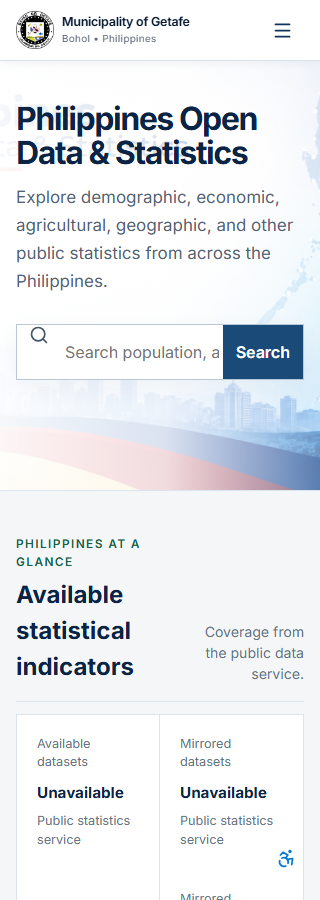 Municipality of Getafe
Bohol • Philippines
Philippines Open
Data & Statistics
Explore demographic, economic,
agricultural, geographic, and other
public statistics from across the
Philippines.
Search population, a
Search
PHILIPPINES AT A
GLANCE
Available
statistical
indicators
Coverage from
the public data
service.
Available
datasets
Unavailable
Public statistics
service
Mirrored
datasets
Unavailable
Public statistics
service
Mirrored